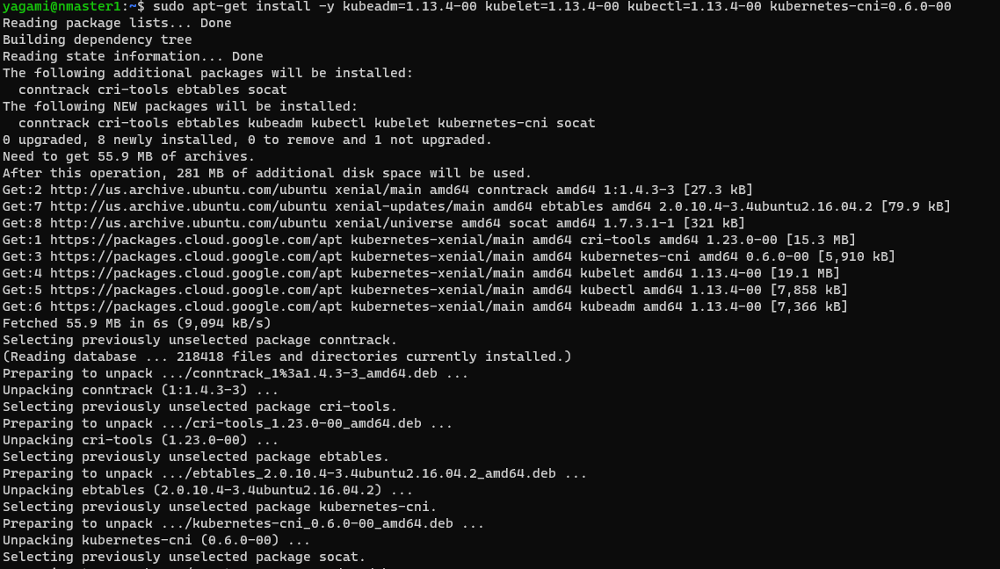 yagami@nmaster1:~$ sudo apt-get install -y kubeadm=1.13.4-00 kubelet=1.13.4-00 kubectl=1.13.4-00 kubernetes-cni=0.6.0-00
Reading package lists... Done
Building dependency tree
Reading state information... Done
The following additional packages will be installed:
  conntrack cri-tools ebtables socat
The following NEW packages will be installed:
  conntrack cri-tools ebtables kubeadm kubectl kubelet kubernetes-cni socat
0 upgraded, 8 newly installed, 0 to remove and 1 not upgraded.
Need to get 55.9 MB of archives.
After this operation, 281 MB of additional disk space will be used.
Get:2 http://us.archive.ubuntu.com/ubuntu xenial/main amd64 conntrack amd64 1:1.4.3-3 [27.3 kB]
Get:7 http://us.archive.ubuntu.com/ubuntu xenial-updates/main amd64 ebtables amd64 2.0.10.4-3.4ubuntu2.16.04.2 [79.9 kB]
Get:8 http://us.archive.ubuntu.com/ubuntu xenial/universe amd64 socat amd64 1.7.3.1-1 [321 kB]
Get:1 https://packages.cloud.google.com/apt kubernetes-xenial/main amd64 cri-tools amd64 1.23.0-00 [15.3 MB]
Get:3 https://packages.cloud.google.com/apt kubernetes-xenial/main amd64 kubernetes-cni amd64 0.6.0-00 [5,910 kB]
Get:4 https://packages.cloud.google.com/apt kubernetes-xenial/main amd64 kubelet amd64 1.13.4-00 [19.1 MB]
Get:5 https://packages.cloud.google.com/apt kubernetes-xenial/main amd64 kubectl amd64 1.13.4-00 [7,858 kB]
Get:6 https://packages.cloud.google.com/apt kubernetes-xenial/main amd64 kubeadm amd64 1.13.4-00 [7,366 kB]
Fetched 55.9 MB in 6s (9,094 kB/s)
Selecting previously unselected package conntrack.
(Reading database ... 218418 files and directories currently installed.)
Preparing to unpack .../conntrack_1%3a1.4.3-3_amd64.deb ...
Unpacking conntrack (1:1.4.3-3) ...
Selecting previously unselected package cri-tools.
Preparing to unpack .../cri-tools_1.23.0-00_amd64.deb ...
Unpacking cri-tools (1.23.0-00) ...
Selecting previously unselected package ebtables.
Preparing to unpack .../ebtables_2.0.10.4-3.4ubuntu2.16.04.2_amd64.deb ...
Unpacking ebtables (2.0.10.4-3.4ubuntu2.16.04.2) ...
Selecting previously unselected package kubernetes-cni.
Preparing to unpack .../kubernetes-cni_0.6.0-00_amd64.deb ...
Unpacking kubernetes-cni (0.6.0-00) ...
Selecting previously unselected package socat.